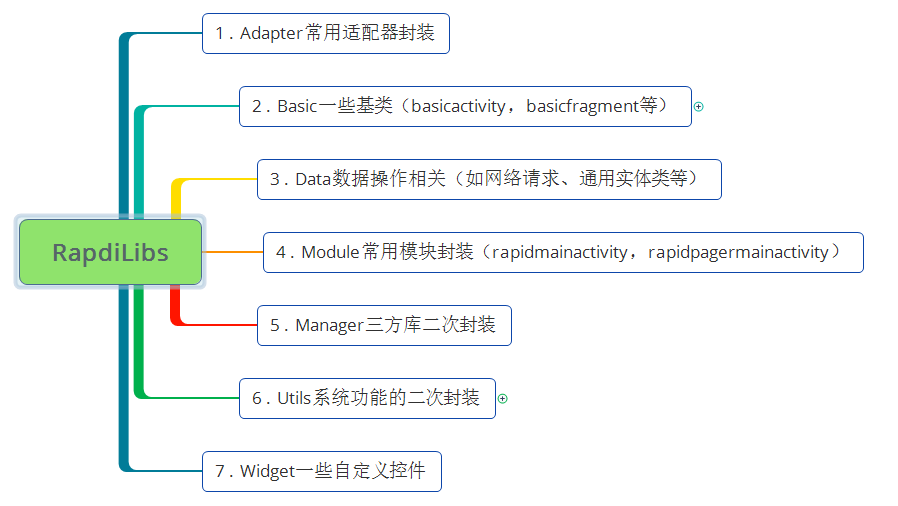 1 . Adapter常用适配器封装
2 . Basic一些基类（basicactivity，basicfragment等）
3 . Data数据操作相关（如网络请求、通用实体类等）
RapdiLibs
4 . Module常用模块封装（rapidmainactivity，rapidpagermainactivity）
5 . Manager三方库二次封装
6 . Utils系统功能的二次封装
7 . Widget一些自定义控件